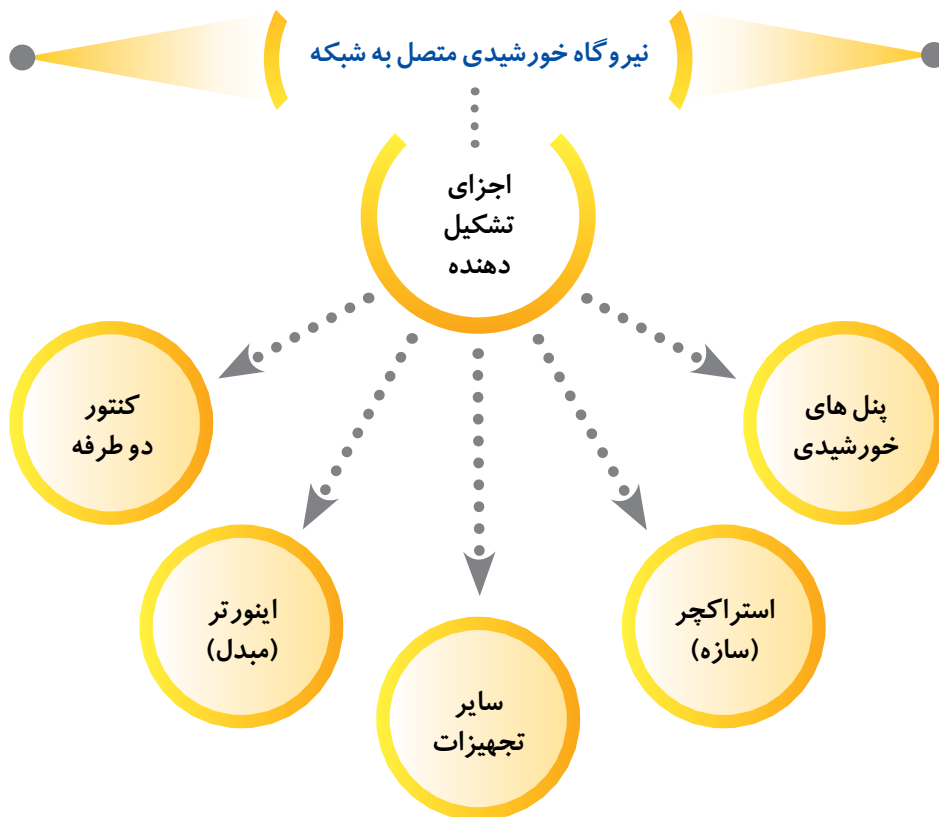 نیروگاه خورشیدی متصل به شبکه
اجزای
تشکیل
دهنده
پنل های
خورشیدی
استراکچر
(سازه)
سایر
تجهیزات
اینورتر
(مبدل)
کنتور
دو طرفه